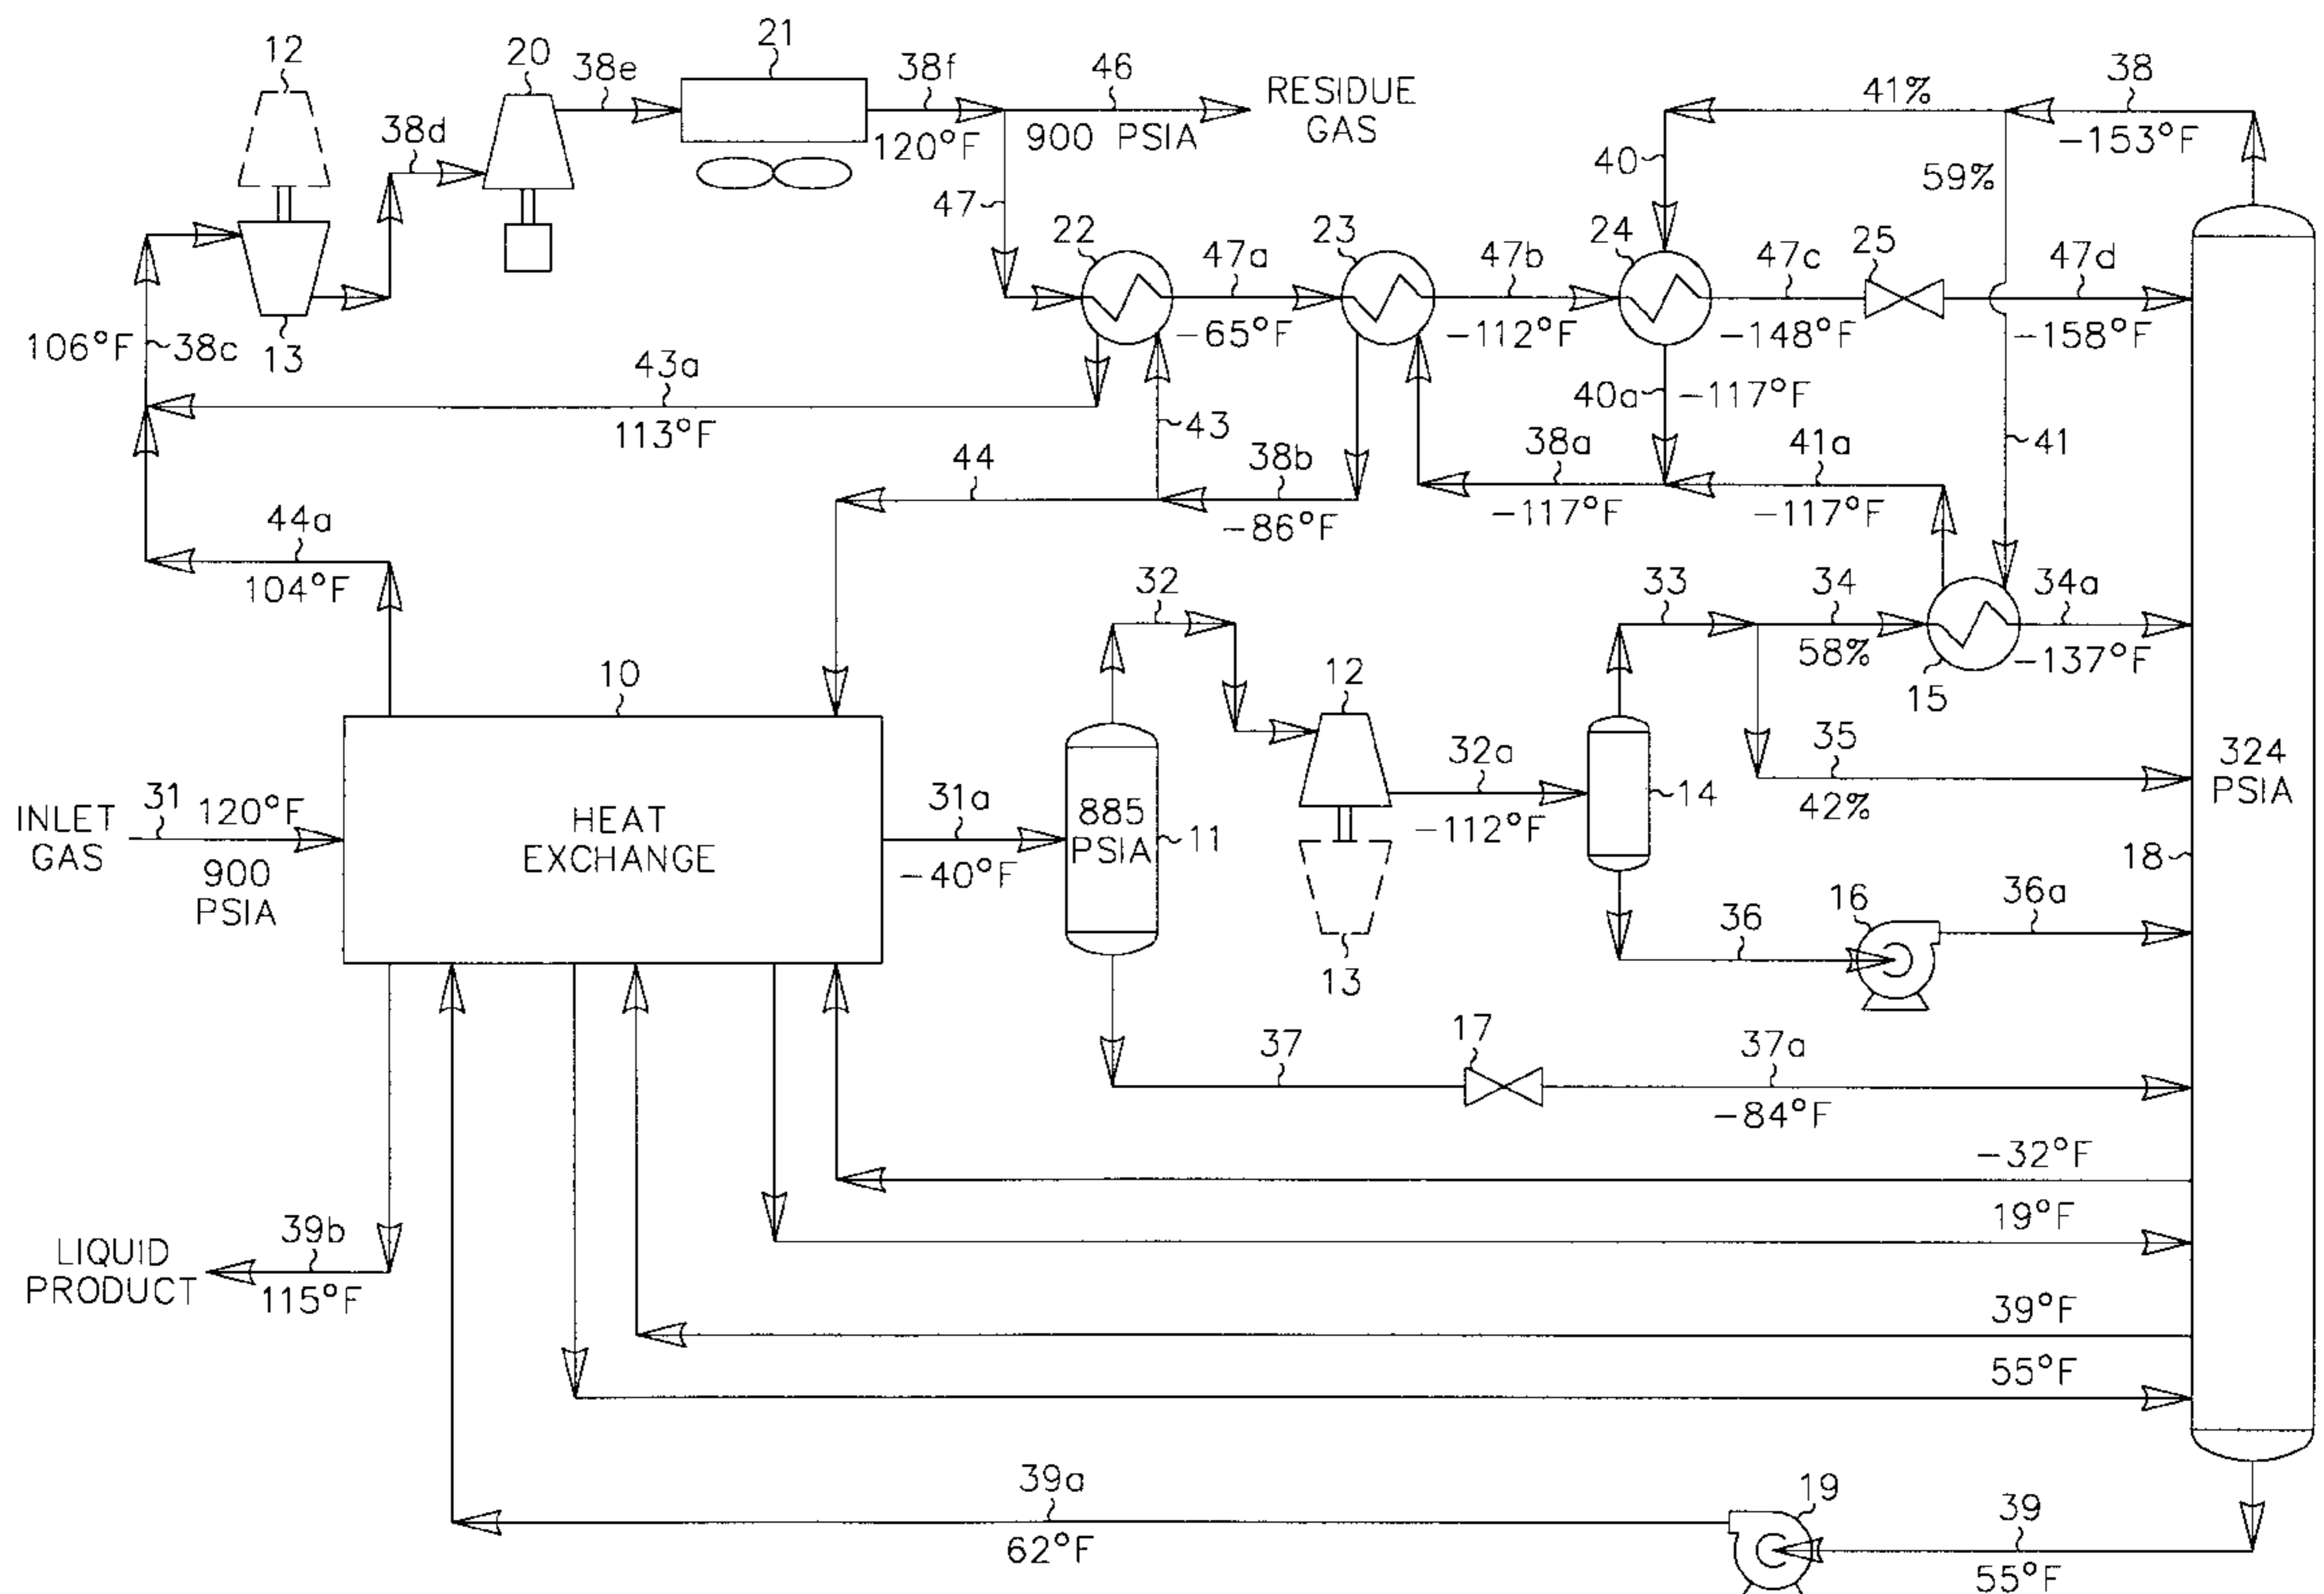 12
20
38e
21
38f
46
RESIDUE
GAS
120°F
900 PSIA
38d
41%
38
-153°F
40
59%
47
22
23
24
25
47a
47b
47c
47d
-65°F
-112°F
-148°F
-158°F
106°F
38c
13
43a
113°F
40a
-117°F
43
41
44
38b
-86°F
38a
-117°F
41a
-117°F
44a
104°F
32
33
34
34a
58%
-137°F
15
10
12
35
42%
32a
-112°F
14
324
PSIA
18
INLET
GAS
31
120°F
900
PSIA
HEAT
EXCHANGE
31a
-40°F
885
PSIA
11
13
36
16
36a
37
17
37a
-84°F
-32°F
19°F
LIQUID
PRODUCT
39b
115°F
39°F
55°F
39a
62°F
19
39
55°F